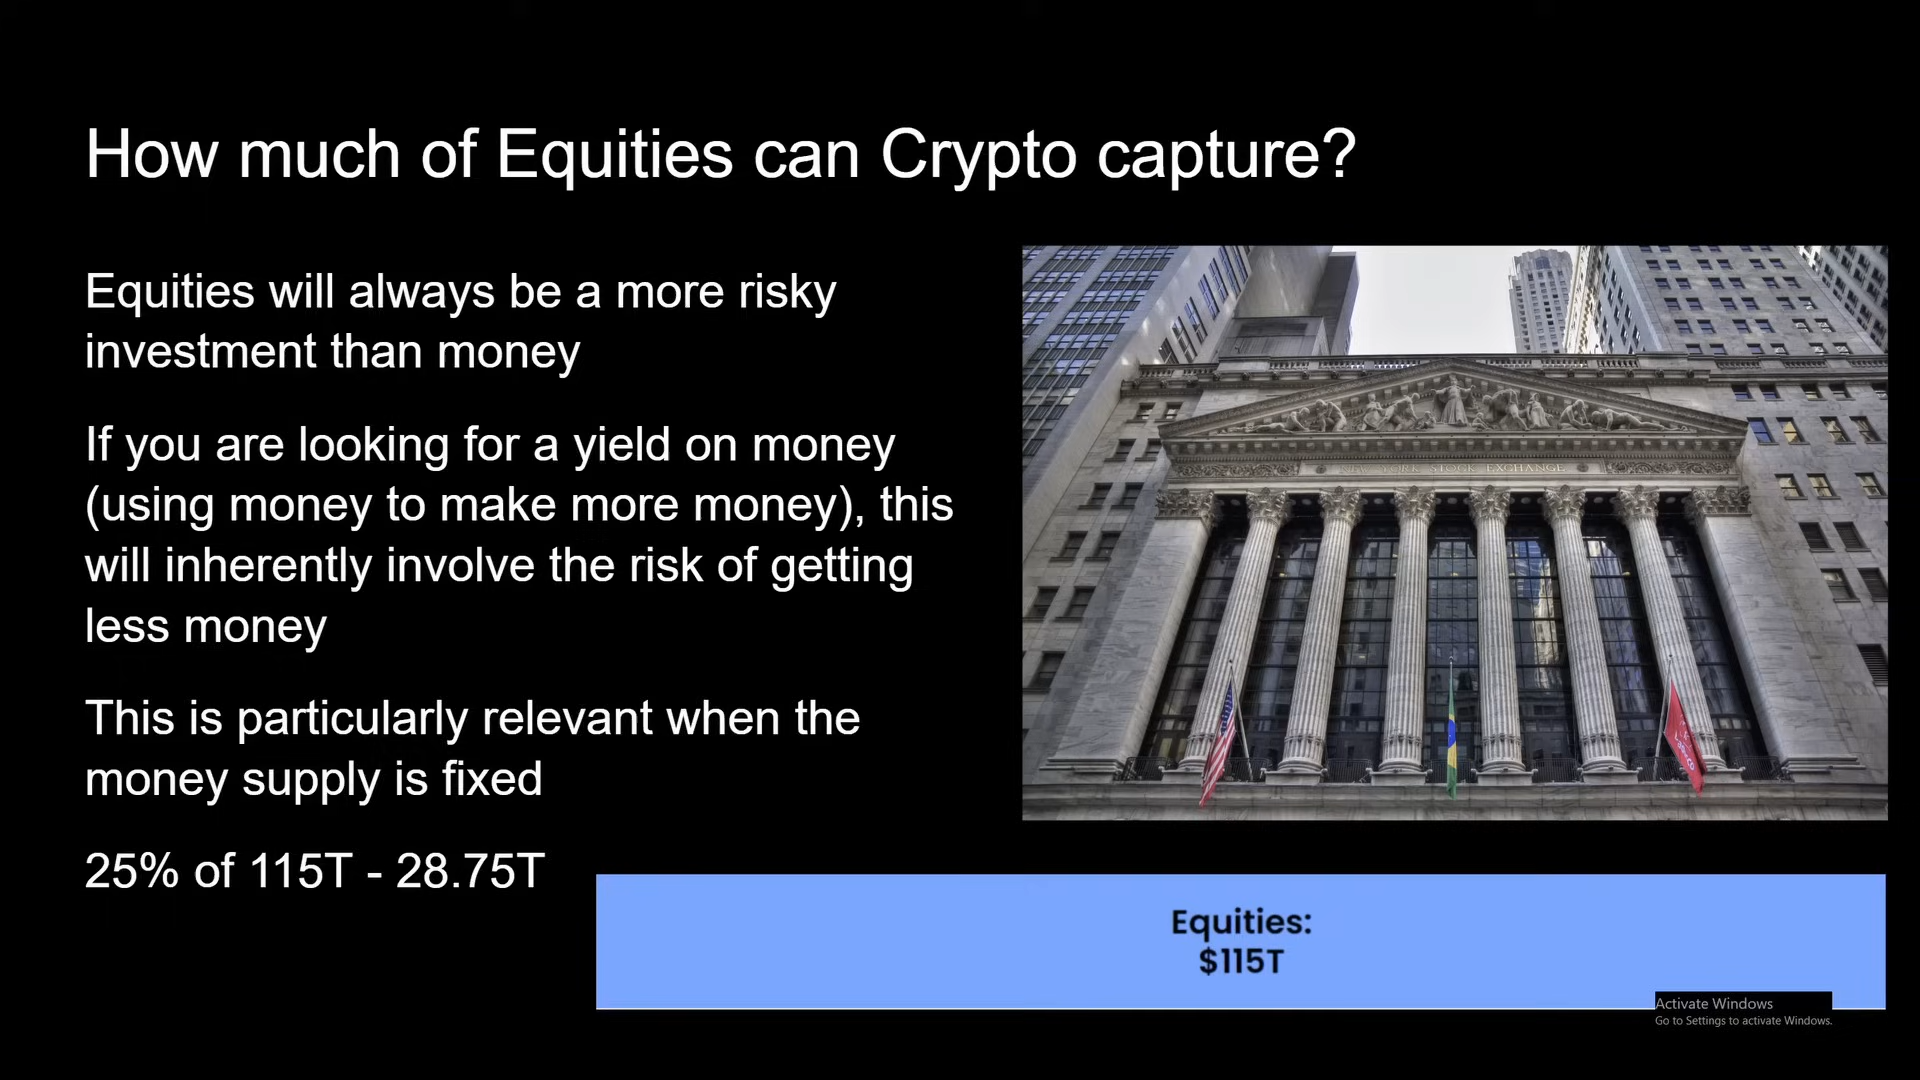 How much of Equities can Crypto capture?
Equities will always be a more risky
investment than money
If you are looking for a yield on money
(using money to make more money), this
will inherently involve the risk of getting
less money
This is particularly relevant when the
money supply is fixed
25% of 115T - 28.75T
NEW YORK STOCK EXCHANGE
Equities:
$115T
Activate Windows
Go to Settings to activate Windows.